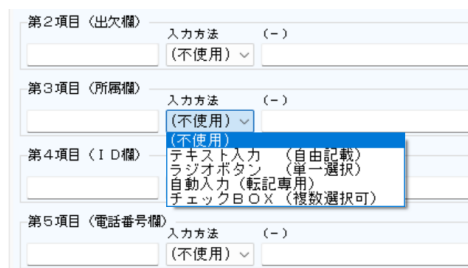 第2項目（出欠欄）
入力方法 （-）
(不使用)
第3項目（所属欄）
入力方法 （-）
(不使用)
(不使用)
テキスト入力 （自由記載）
ラジオボタン （単一選択）
自動入力（転記専用）
チェックＢＯＸ（複数選択可）
第4項目（ＩＤ欄）
第5項目（電話番号欄）
入力方法 （-）
(不使用)